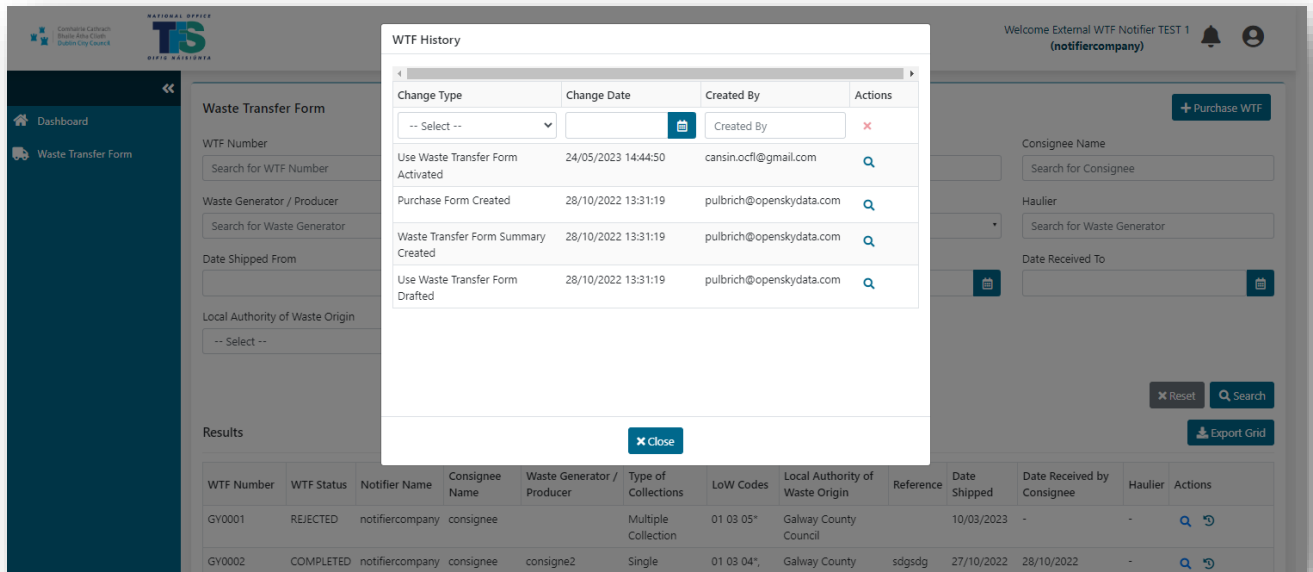 Comhairle Cathrach
Bhaile Átha Cliath
Dublin City Council
NATIONAL OFFICE
TFS
OIFIG NÁISIÚNTA
Welcome External WTF Notifier TEST 1
(notifiercompany)
Dashboard
Waste Transfer Form
Waste Transfer Form
+ Purchase WTF
WTF Number
Search for WTF Number
Consignee Name
Search for Consignee
Waste Generator / Producer
Search for Waste Generator
Haulier
Search for Waste Generator
Date Shipped From
Date Received To
Local Authority of Waste Origin
-- Select --
Reset
Search
Results
Export Grid
WTF History
Change Type Change Date Created By Actions
-- Select -- Created By
Use Waste Transfer Form 24/05/2023 14:44:50 cansin.ocfl@gmail.com
Activated
Purchase Form Created 28/10/2022 13:31:19 pulbrich@openskydata.com
Waste Transfer Form Summary 28/10/2022 13:31:19 pulbrich@openskydata.com
Created
Use Waste Transfer Form 28/10/2022 13:31:19 pulbrich@openskydata.com
Drafted
Close
WTF Number WTF Status Notifier Name Consignee Name Waste Generator / Producer Type of Collections LoW Codes Local Authority of Waste Origin Reference Date Shipped Date Received by Consignee Haulier Actions
GY0001 REJECTED notifiercompany consignee Multiple Collection 01 03 05* Galway County Council 10/03/2023 - -
GY0002 COMPLETED notifiercompany consignee consigne2 Single 01 03 04*, Galway County sdgsdg 27/10/2022 28/10/2022 -